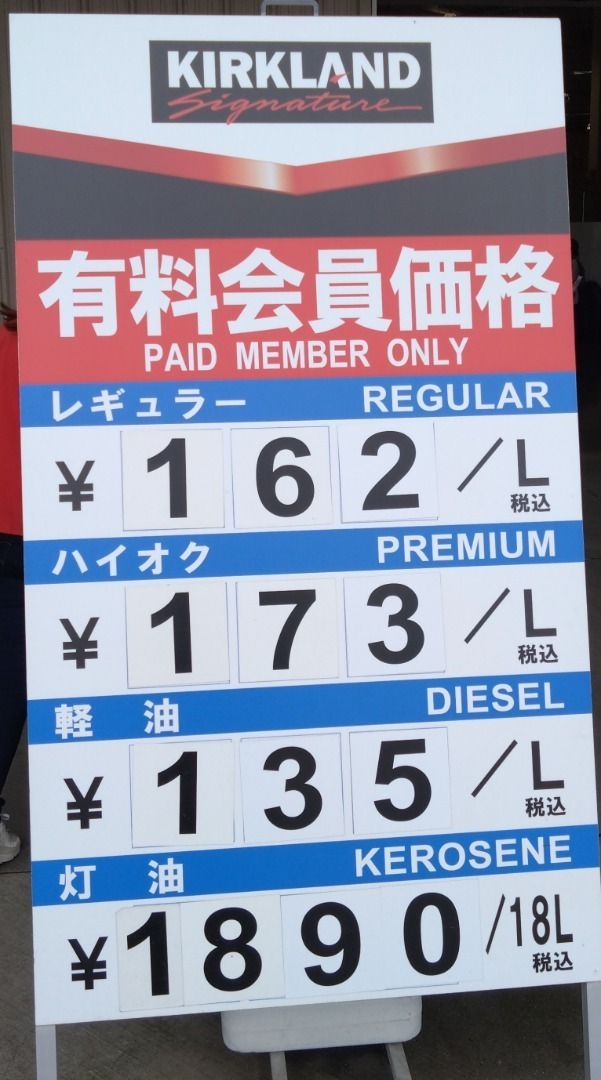 KIRKLAND
Signature
有料会員価格
PAID MEMBER ONLY
レギュラー REGULAR
¥162/L
税込
ハイオク PREMIUM
¥173/L
税込
軽油 DIESEL
¥135/L
税込
灯油 KEROSENE
¥1890/18L
税込